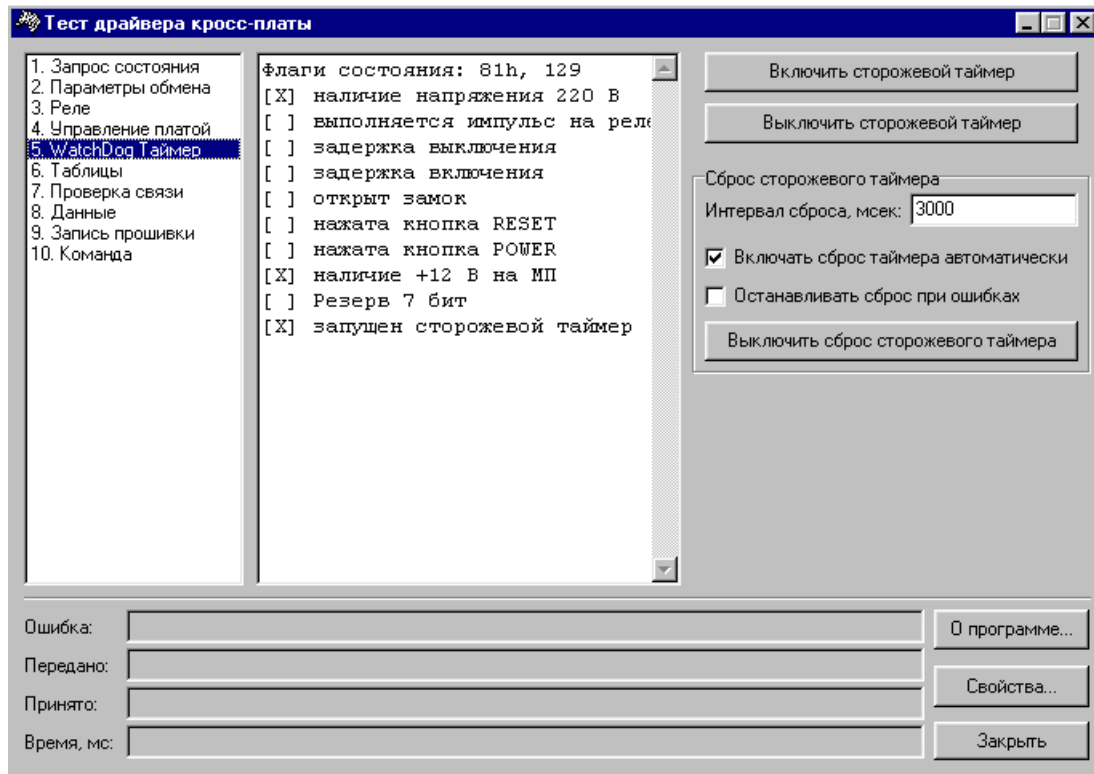 Тест драйвера кросс-платы
1. Запрос состояния
2. Параметры обмена
3. Реле
4. Управление платой
5. WatchDog Таймер
6. Таблицы
7. Проверка связи
8. Данные
9. Запись прошивки
10. Команда
Флаги состояния: 81h, 129
[X] наличие напряжения 220 В
[ ] выполняется импульс на рел
[ ] задержка выключения
[ ] задержка включения
[ ] открыт замок
[ ] нажата кнопка RESET
[ ] нажата кнопка POWER
[X] наличие +12 В на МП
[ ] Резерв 7 бит
[X] запущен сторожевой таймер
Включить сторожевой таймер
Выключить сторожевой таймер
Сброс сторожевого таймера
Интервал сброса, мсек: 3000
Включать сброс таймера автоматически
Останавливать сброс при ошибках
Выключить сброс сторожевого таймера
Ошибка:
Передано:
Принято:
Время, мс:
О программе...
Свойства...
Закрыть